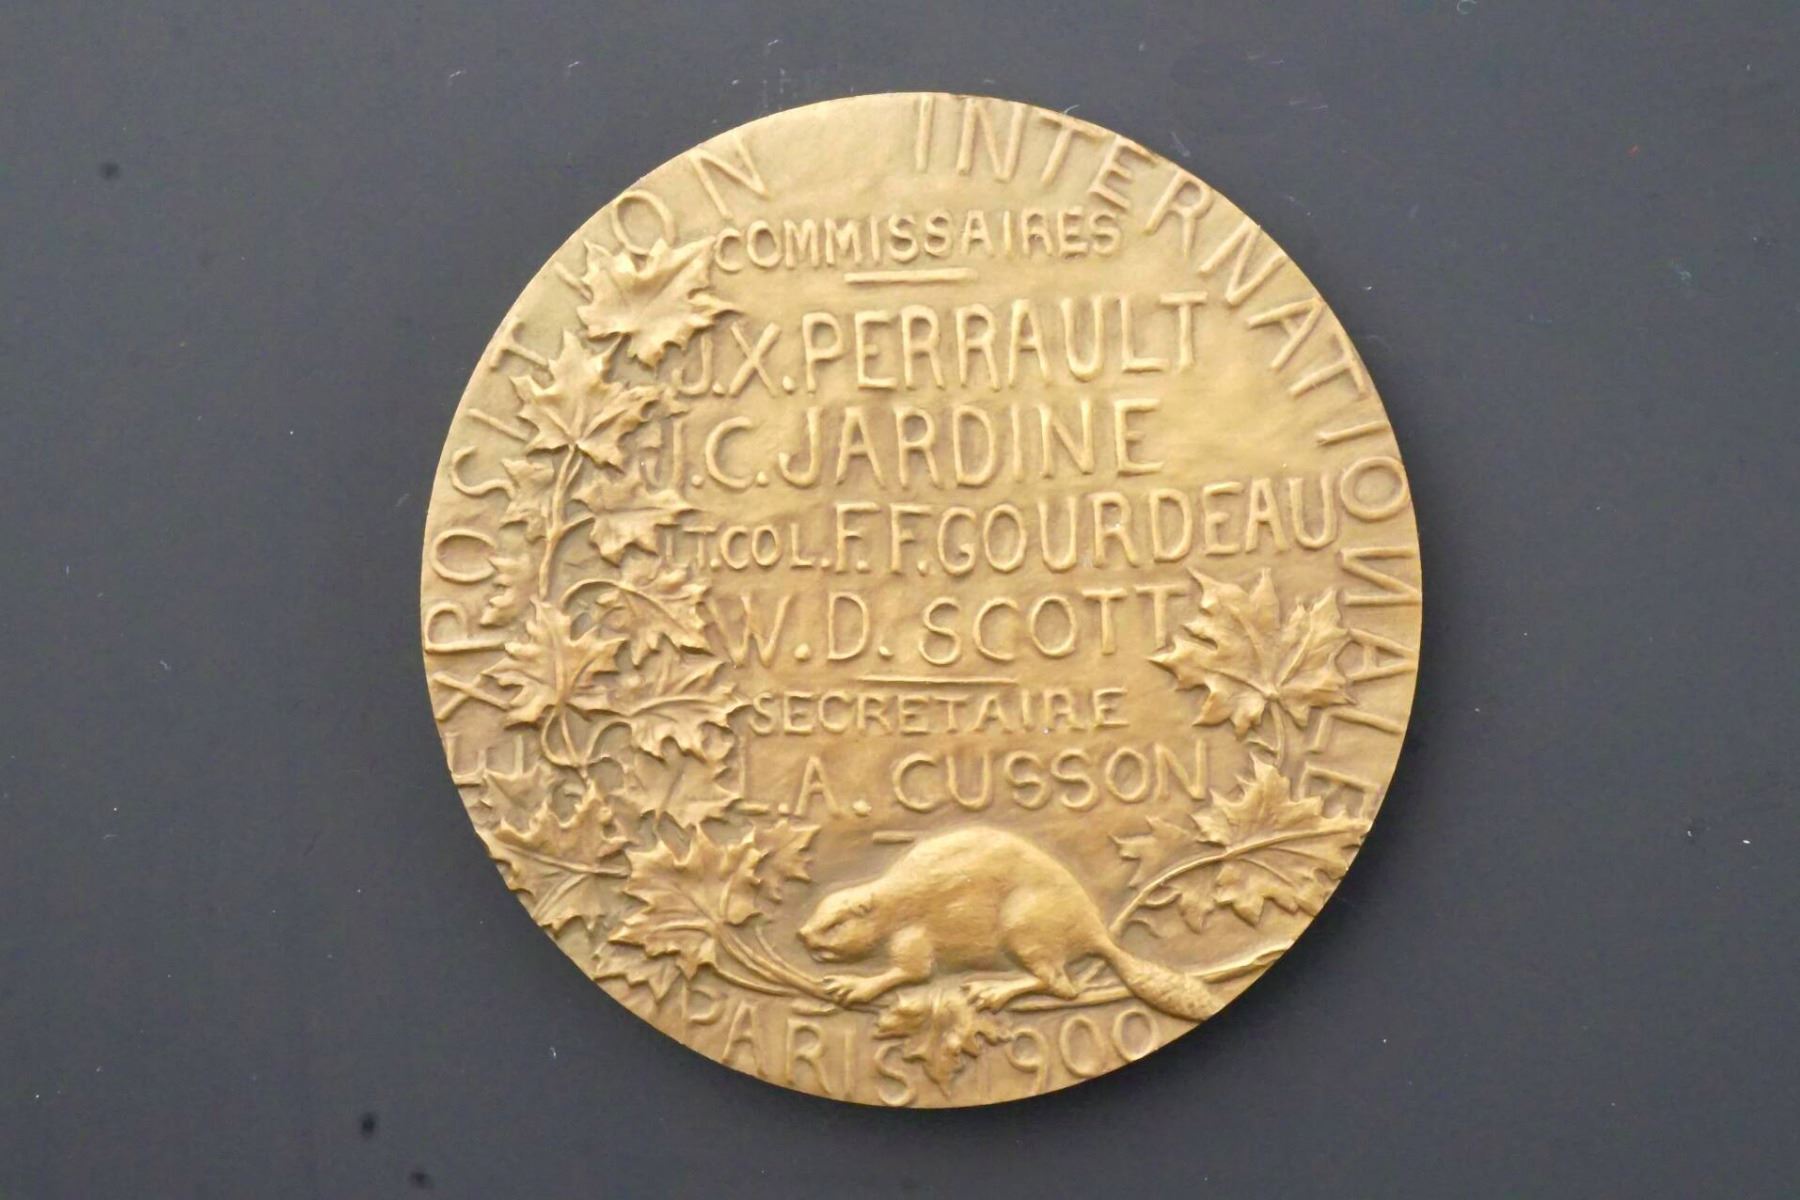 EXPOSITION INTERNATIONALE
COMMISSAIRES
J.X. PERRAULT
J.C. JARDINE
LT. COL. F.F. GOURDEAU
W.D. SCOTT
SECRETAIRE
L.A. CUSSON
PARIS 1900